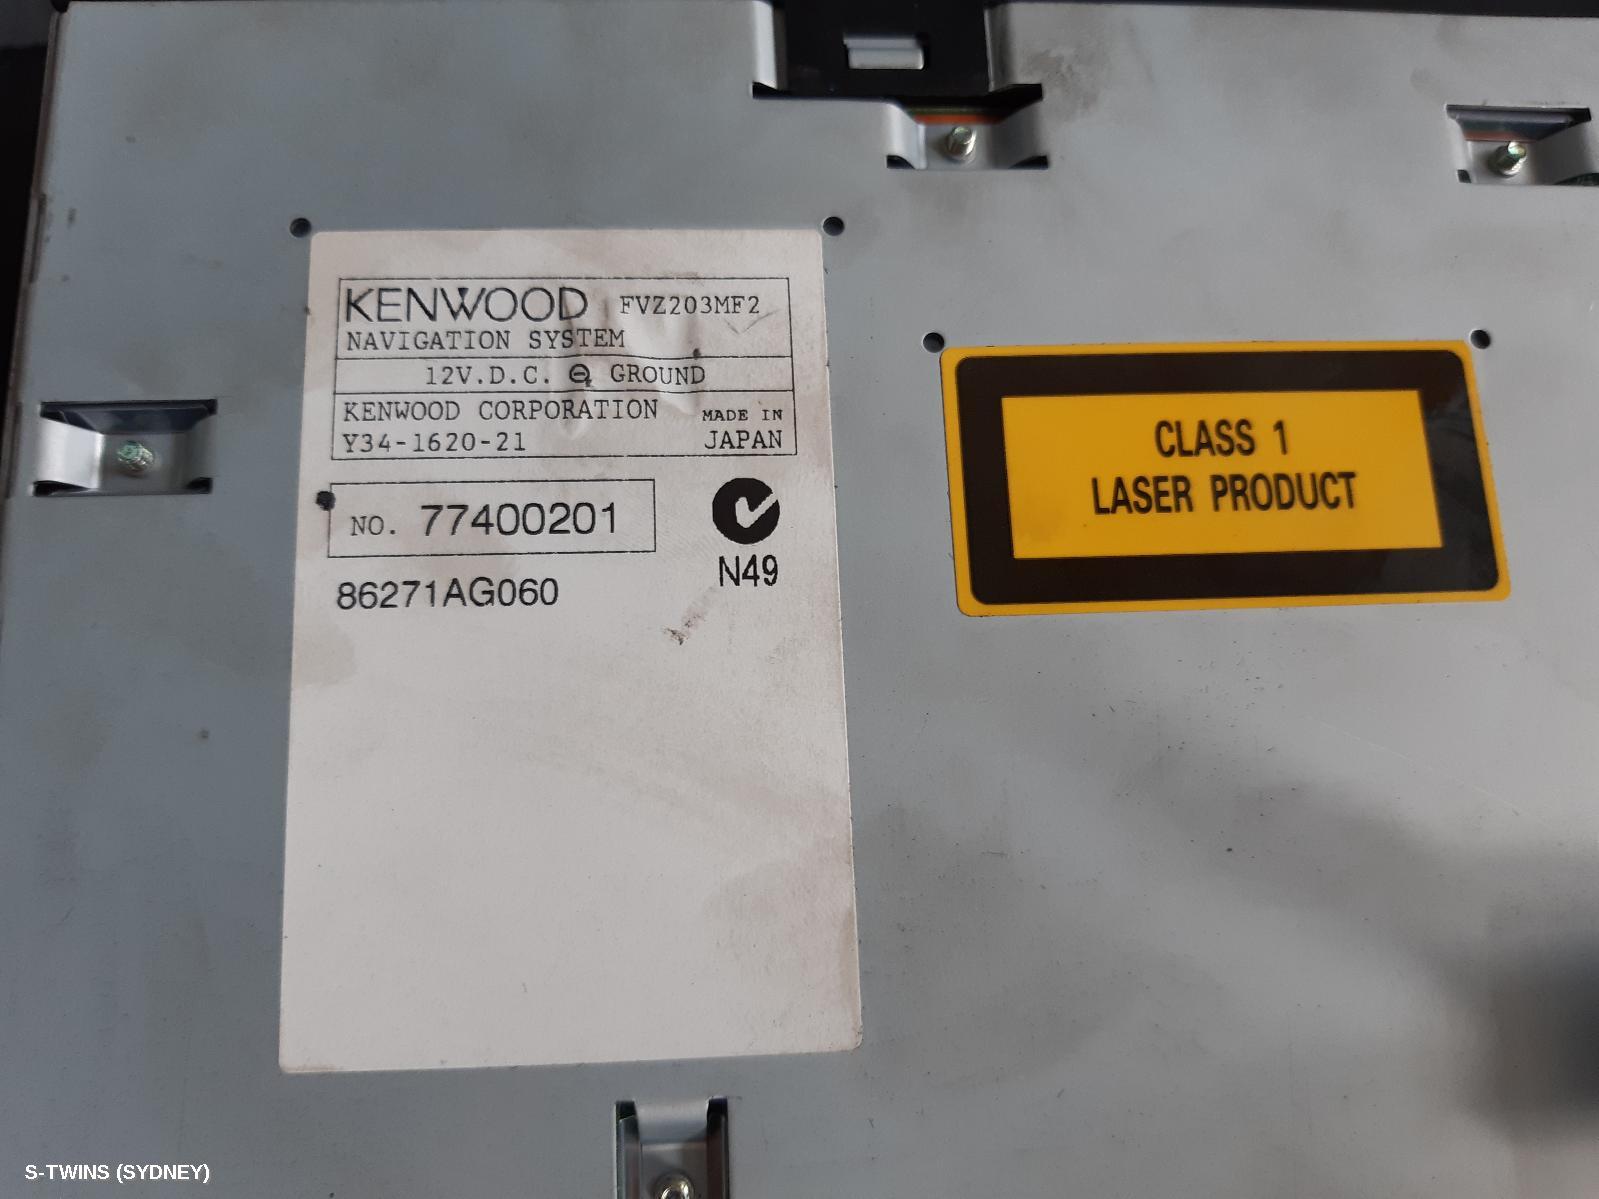 KENWOOD FVZ203MF2
NAVIGATION SYSTEM
12V.D.C. ⊖ GROUND
KENWOOD CORPORATION MADE IN
Y34-1620-21 JAPAN
NO. 77400201
N49
86271AG060
CLASS 1
LASER PRODUCT
S-TWINS (SYDNEY)